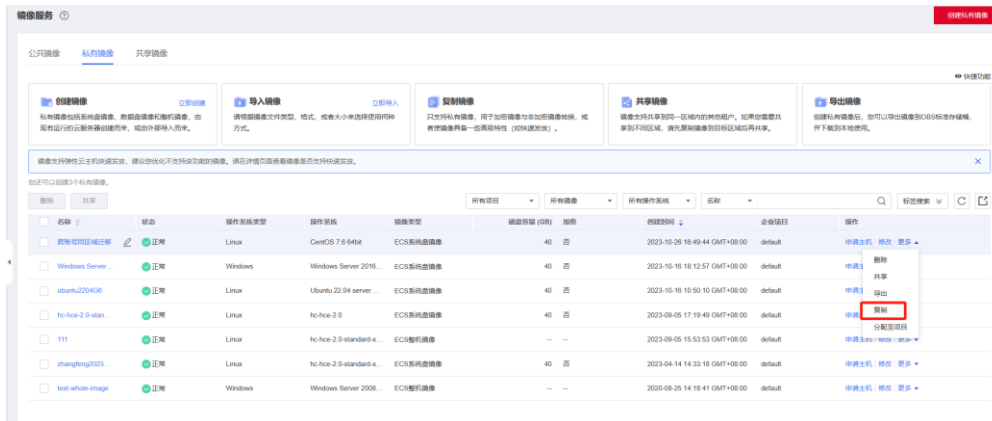 镜像服务 创建私有镜像
公共镜像 私有镜像 共享镜像
快捷功能
创建镜像 立即创建
私有镜像包括系统盘镜像、数据盘镜像和整机镜像，由
现有运行的云服务器创建而来，或由外部导入而来。
导入镜像 立即导入
请根据镜像文件类型、格式、或者大小来选择使用何种
方式。
复制镜像
只支持私有镜像，用于加密镜像与非加密镜像转换，或
者使镜像具备一些高级特性（如快速发放）。
共享镜像
镜像支持共享到同一区域内的其他租户。如果您需要共
享到不同区域，请先复制镜像到目标区域后再共享。
导出镜像
创建私有镜像后，您可以导出镜像到OBS标准存储桶，
并下载到本地使用。
镜像支持弹性云主机快速发放，建议您优化不支持该功能的镜像。请在详情页面查看镜像是否支持快速发放。
您还可以创建3个私有镜像。
删除 共享 所有项目 所有镜像 所有操作系统 名称 标签搜索
名称 状态 操作系统类型 操作系统 镜像类型 磁盘容量 (GB) 加密 创建时间 企业项目 操作
跨账号同区域迁移 正常 Linux CentOS 7.6 64bit ECS系统盘镜像 40 否 2023-10-26 16:49:44 GMT+08:00 default 申请主机 修改 更多
Windows Server... 正常 Windows Windows Server 2016... ECS系统盘镜像 40 否 2023-10-16 18:12:57 GMT+08:00 default 申请主
ubuntu2204G6 正常 Linux Ubuntu 22.04 server ... ECS系统盘镜像 40 否 2023-10-16 10:50:10 GMT+08:00 default 申请主
hc-hce-2.0-stan... 正常 Linux hc-hce-2.0 ECS系统盘镜像 40 否 2023-09-05 17:19:49 GMT+08:00 default 申请
111 正常 Linux hc-hce-2.0-standard-x... ECS整机镜像 -- -- 2023-09-05 15:53:53 GMT+08:00 default 申请主机 修改 更多
zhangfeng2023... 正常 Linux hc-hce-2.0-standard-x... ECS系统盘镜像 40 否 2023-04-14 14:33:18 GMT+08:00 default 申请主机 修改 更多
test-whole-image 正常 Windows Windows Server 2008... ECS整机镜像 -- -- 2020-08-25 14:18:41 GMT+08:00 default 申请主机 修改 更多
删除
共享
导出
复制
分配至项目